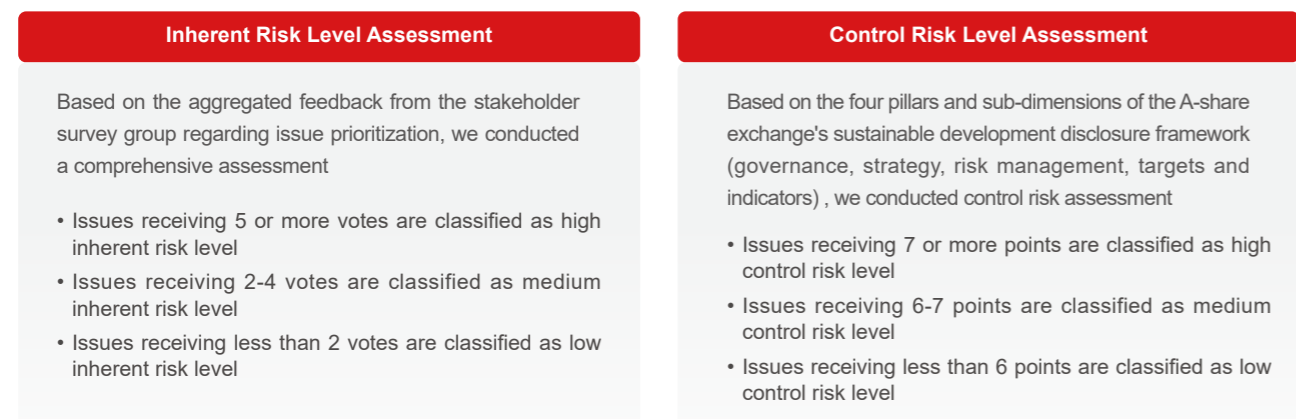 Inherent Risk Level Assessment
Based on the aggregated feedback from the stakeholder
survey group regarding issue prioritization, we conducted
a comprehensive assessment
• Issues receiving 5 or more votes are classified as high
inherent risk level
• Issues receiving 2-4 votes are classified as medium
inherent risk level
• Issues receiving less than 2 votes are classified as low
inherent risk level
Control Risk Level Assessment
Based on the four pillars and sub-dimensions of the A-share
exchange's sustainable development disclosure framework
(governance, strategy, risk management, targets and
indicators) , we conducted control risk assessment
• Issues receiving 7 or more points are classified as high
control risk level
• Issues receiving 6-7 points are classified as medium
control risk level
• Issues receiving less than 6 points are classified as low
control risk level